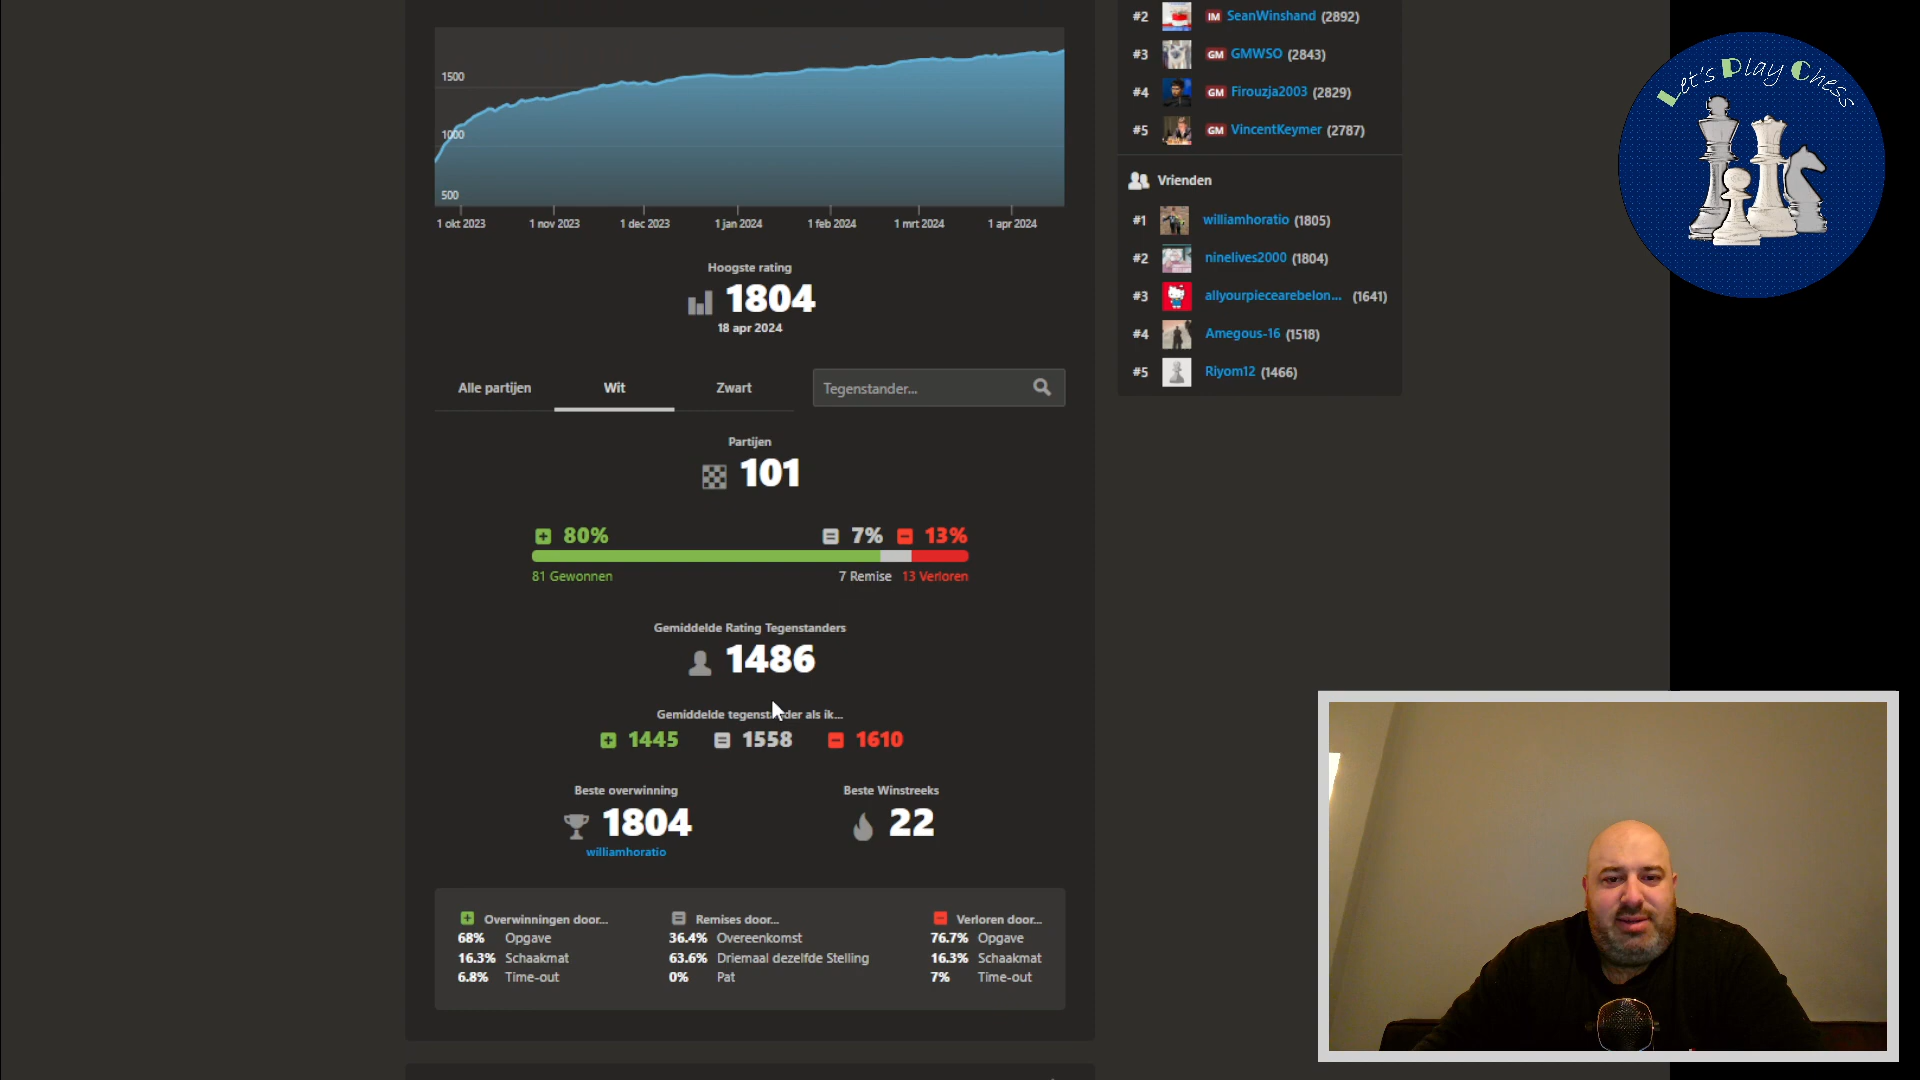 #2 IM SeanWinshand (2892)
#3 GM GMWSO (2843)
#4 GM Firouzja2003 (2829)
#5 GM VincentKeymer (2787)
Let's Play Chess
1500
1000
500
1 okt 2023 1 nov 2023 1 dec 2023 1 jan 2024 1 feb 2024 1 mrt 2024 1 apr 2024
Vrienden
#1 williamhoratio (1805)
#2 ninelives2000 (1804)
#3 allyourpiecearebelon... (1641)
#4 Amegous-16 (1518)
#5 Riyom12 (1466)
Hoogste rating
1804
18 apr 2024
Alle partijen Wit Zwart Tegenstander...
Partijen
101
80% 7% 13%
81 Gewonnen 7 Remise 13 Verloren
Gemiddelde Rating Tegenstanders
1486
Gemiddelde tegenstander als ik...
1445 1558 1610
Beste overwinning Beste Winstreeks
1804 22
williamhoratio
Overwinningen door... Remises door... Verloren door...
68% Opgave 36.4% Overeenkomst 76.7% Opgave
16.3% Schaakmat 63.6% Driemaal dezelfde Stelling 16.3% Schaakmat
6.8% Time-out 0% Pat 7% Time-out